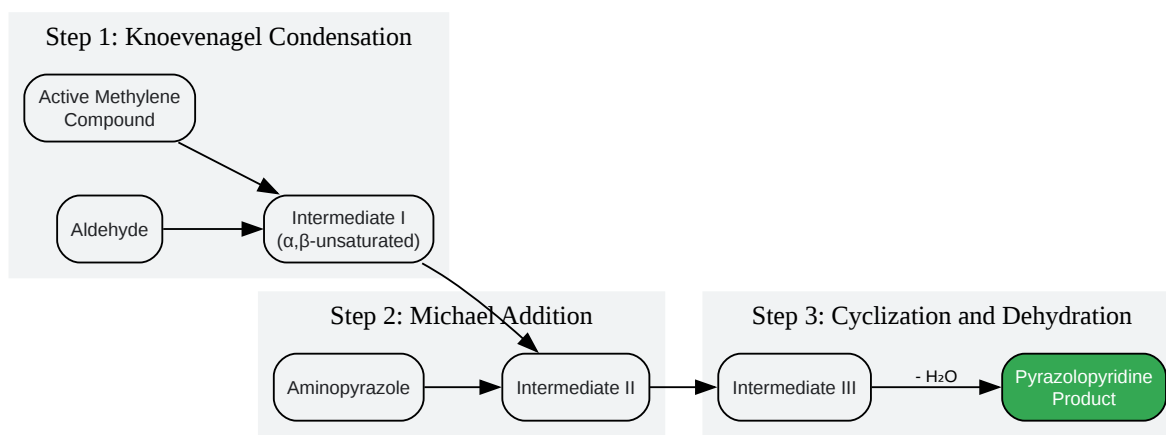 Step 1: Knoevenagel Condensation
Active Methylene
Compound
Aldehyde
Intermediate I
(α,β-unsaturated)
Step 2: Michael Addition
Aminopyrazole
Intermediate II
Step 3: Cyclization and Dehydration
Intermediate III
- H₂O
Pyrazolopyridine
Product